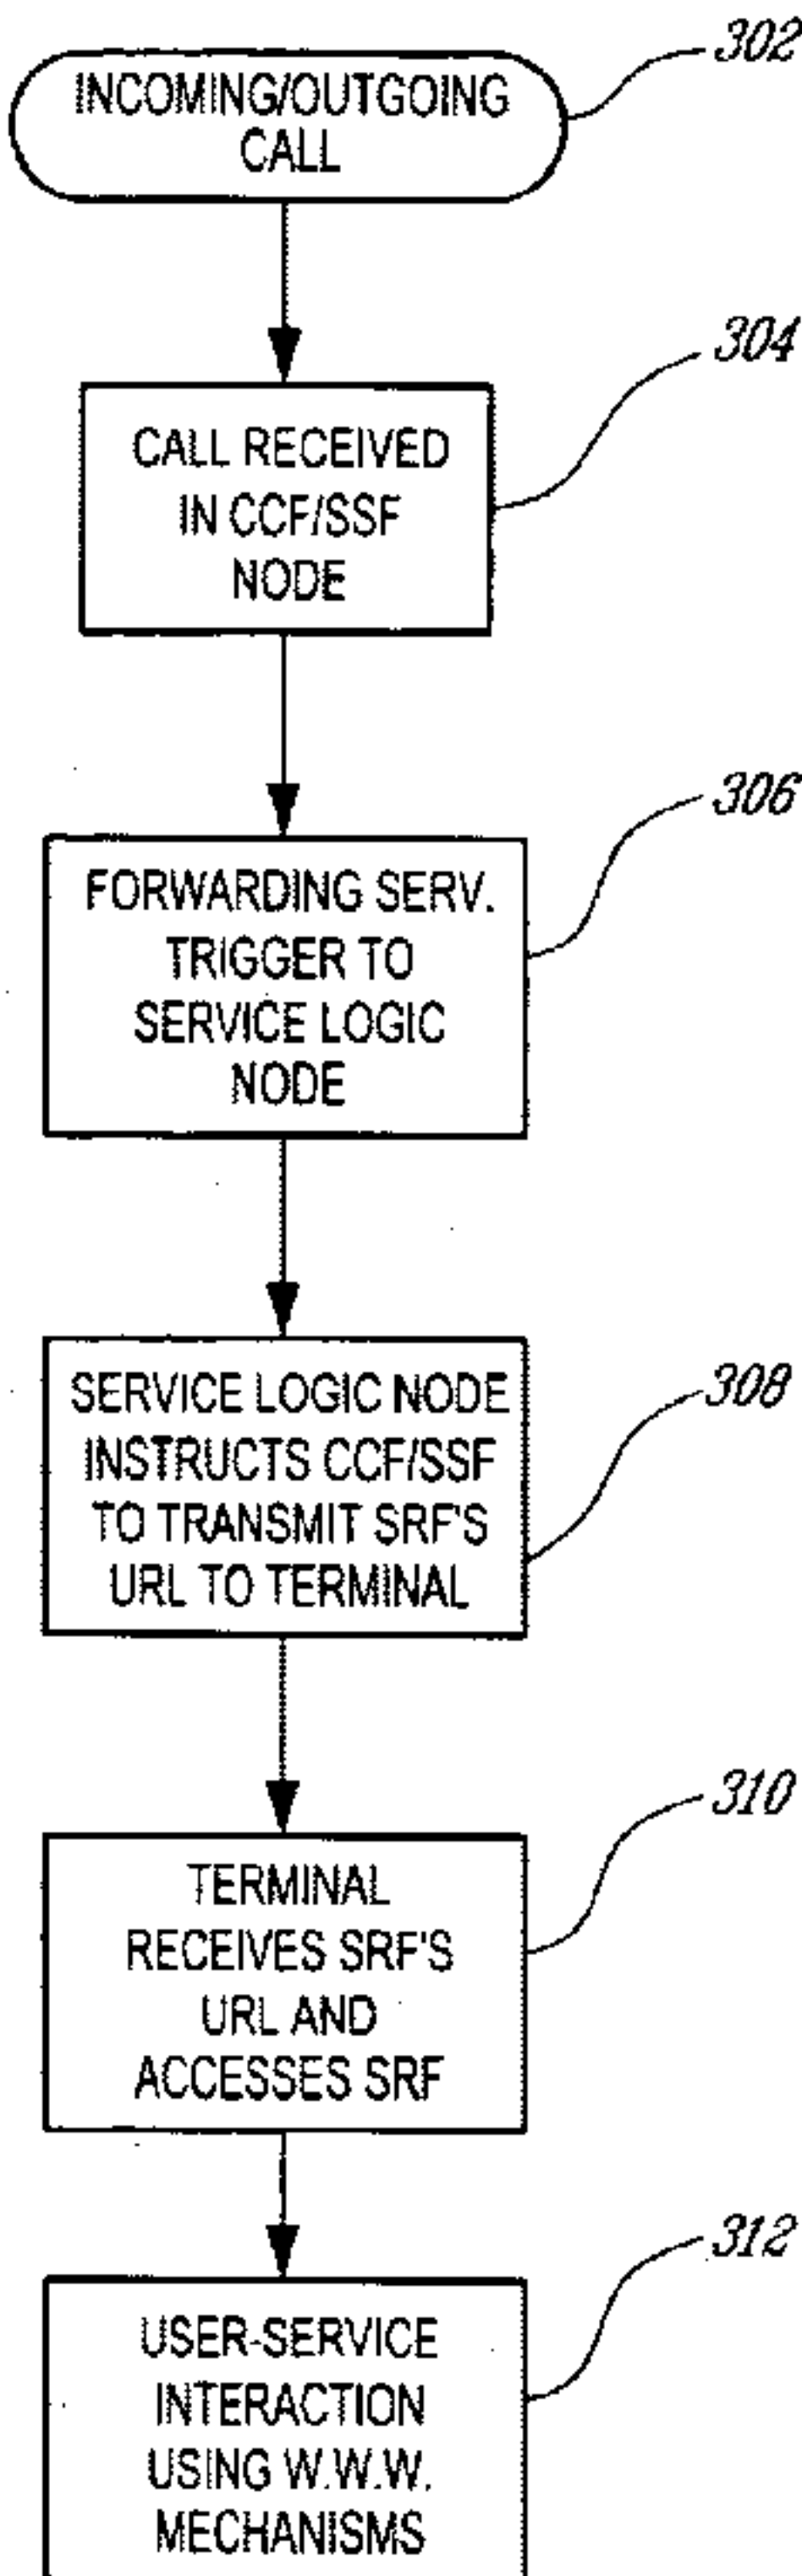 302
INCOMING/OUTGOING
CALL
304
CALL RECEIVED
IN CCF/SSF
NODE
306
FORWARDING SERV.
TRIGGER TO
SERVICE LOGIC
NODE
308
SERVICE LOGIC NODE
INSTRUCTS CCF/SSF
TO TRANSMIT SRF'S
URL TO TERMINAL
310
TERMINAL
RECEIVES SRF'S
URL AND
ACCESSES SRF
312
USER-SERVICE
INTERACTION
USING W.W.W.
MECHANISMS